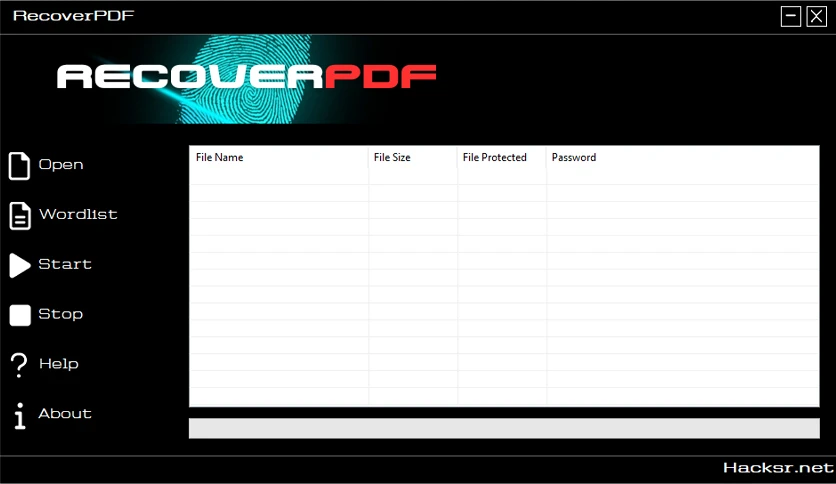 RecoverPDF
RECOVERPDF
File Name File Size File Protected Password
Open
Wordlist
Start
Stop
Help
About
Hacksr.net